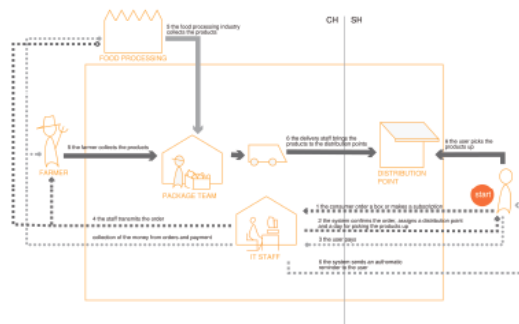 CH SH
5 the food processing industry
collects the products
FOOD PROCESSING
5 the farmer collects the products
6 the delivery staff brings the
products to the distribution points
8 the user picks the
products up
FARMER
PACKAGE TEAM
DISTRIBUTION
POINT
start
1 the consumer order a box or makes a subscription
2 the system confirms the order, assigns a distribution point
and a day for picking the products up
4 the staff transmits the order
3 the user pays
collection of the money from orders and payment
IT STAFF
the system sends an automatic
reminder to the user